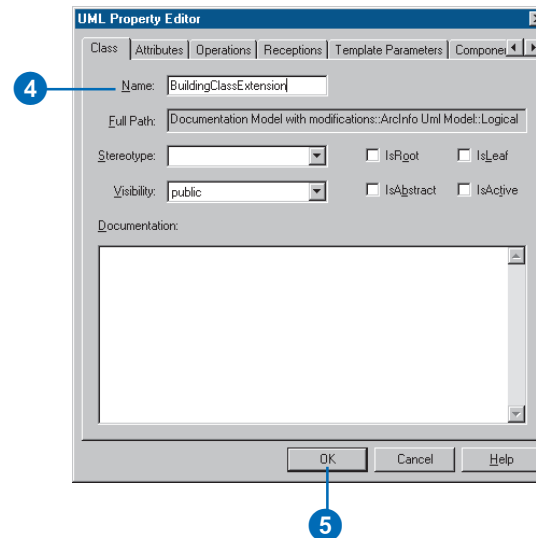 UML Property Editor
Class Attributes Operations Receptions Template Parameters
4
Name: BuildingClassExtension
Full Path: Documentation Model with modifications::ArcInfo Uml Model::Logical
Stereotype: IsRoot IsLeaf
Visibility: public IsAbstract IsActive
Documentation:
OK Cancel Help
5